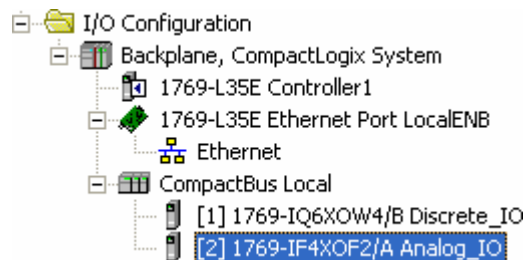 I/O Configuration
Backplane, CompactLogix System
1769-L35E Controller1
1769-L35E Ethernet Port LocalENB
Ethernet
CompactBus Local
[1] 1769-IQ6XOW4/B Discrete_IO
[2] 1769-IF4XOF2/A Analog_IO